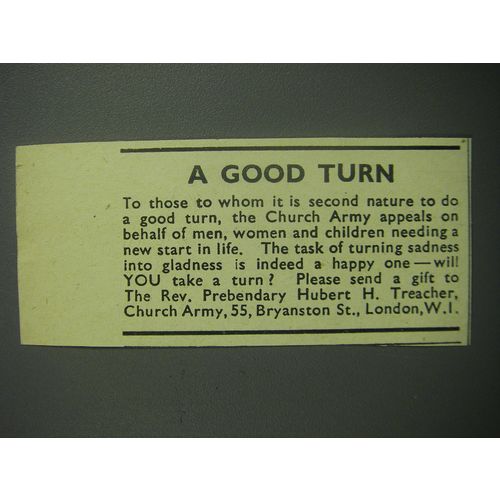 A GOOD TURN
To those to whom it is second nature to do
a good turn, the Church Army appeals on
behalf of men, women and children needing a
new start in life. The task of turning sadness
into gladness is indeed a happy one — will
YOU take a turn? Please send a gift to
The Rev. Prebendary Hubert H. Treacher,
Church Army, 55, Bryanston St., London, W.1.